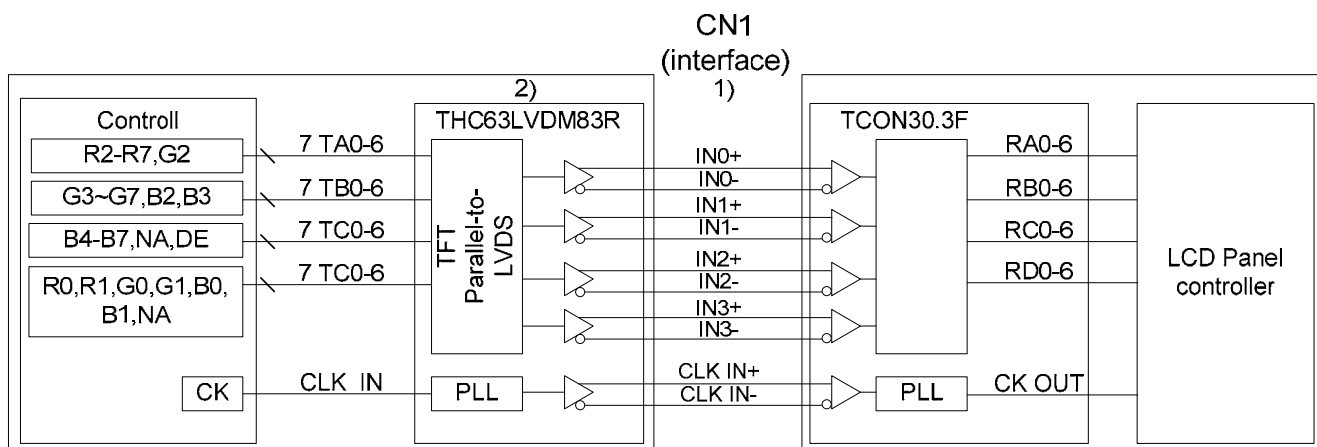 CN1
(interface)
1)
2)
Controll
R2-R7,G2
G3~G7,B2,B3
B4-B7,NA,DE
R0,R1,G0,G1,B0,
B1,NA
CK
7 TA0-6
7 TB0-6
7 TC0-6
7 TC0-6
CLK IN
THC63LVDM83R
TFT
Parallel-to-
LVDS
PLL
IN0+
IN0-
IN1+
IN1-
IN2+
IN2-
IN3+
IN3-
CLK IN+
CLK IN-
TCON30.3F
PLL
RA0-6
RB0-6
RC0-6
RD0-6
CK OUT
LCD Panel
controller